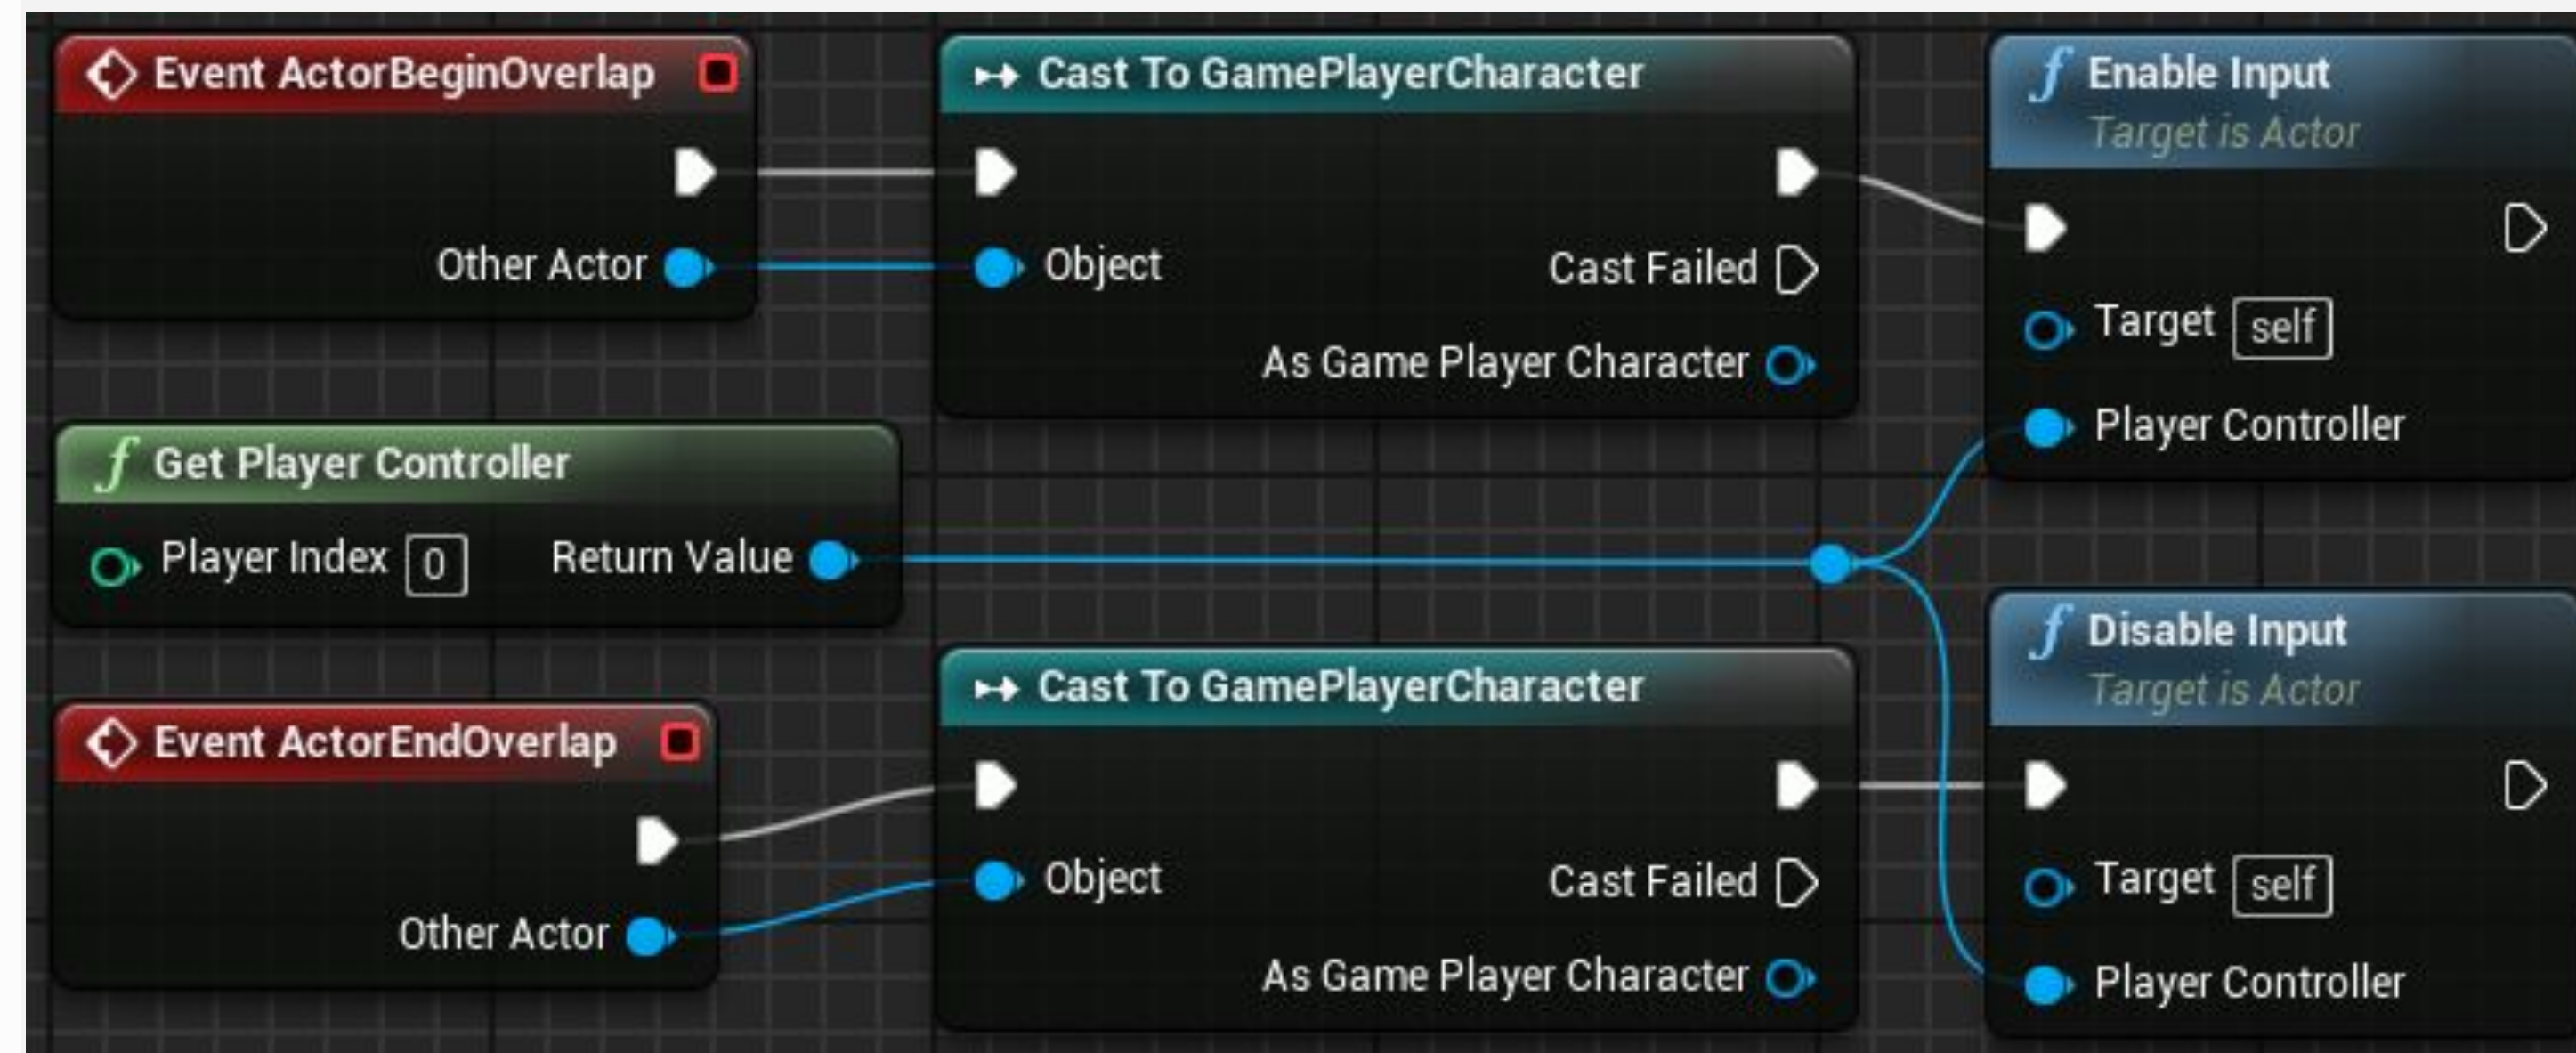 Event ActorBeginOverlap
Other Actor
Cast To GamePlayerCharacter
Object
Cast Failed
As Game Player Character
Enable Input
Target is Actor
Target self
Player Controller
Get Player Controller
Player Index 0 Return Value
Event ActorEndOverlap
Other Actor
Cast To GamePlayerCharacter
Object
Cast Failed
As Game Player Character
Disable Input
Target is Actor
Target self
Player Controller